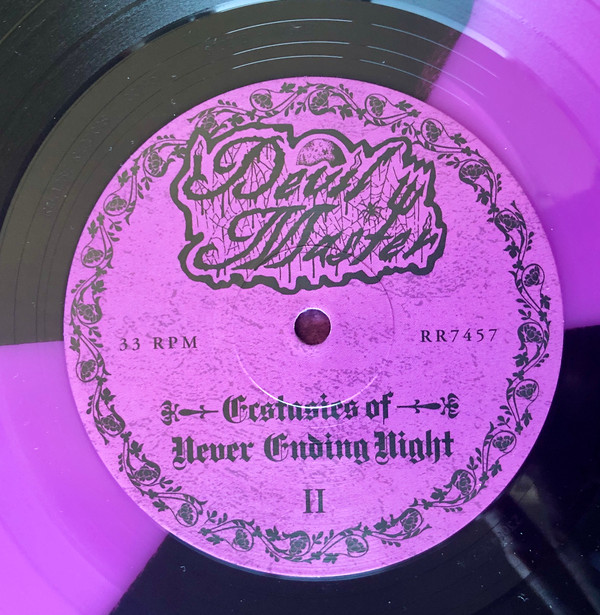 Devil
Master
33 RPM
RR7457
Ecstasies of
Never Ending Night
II